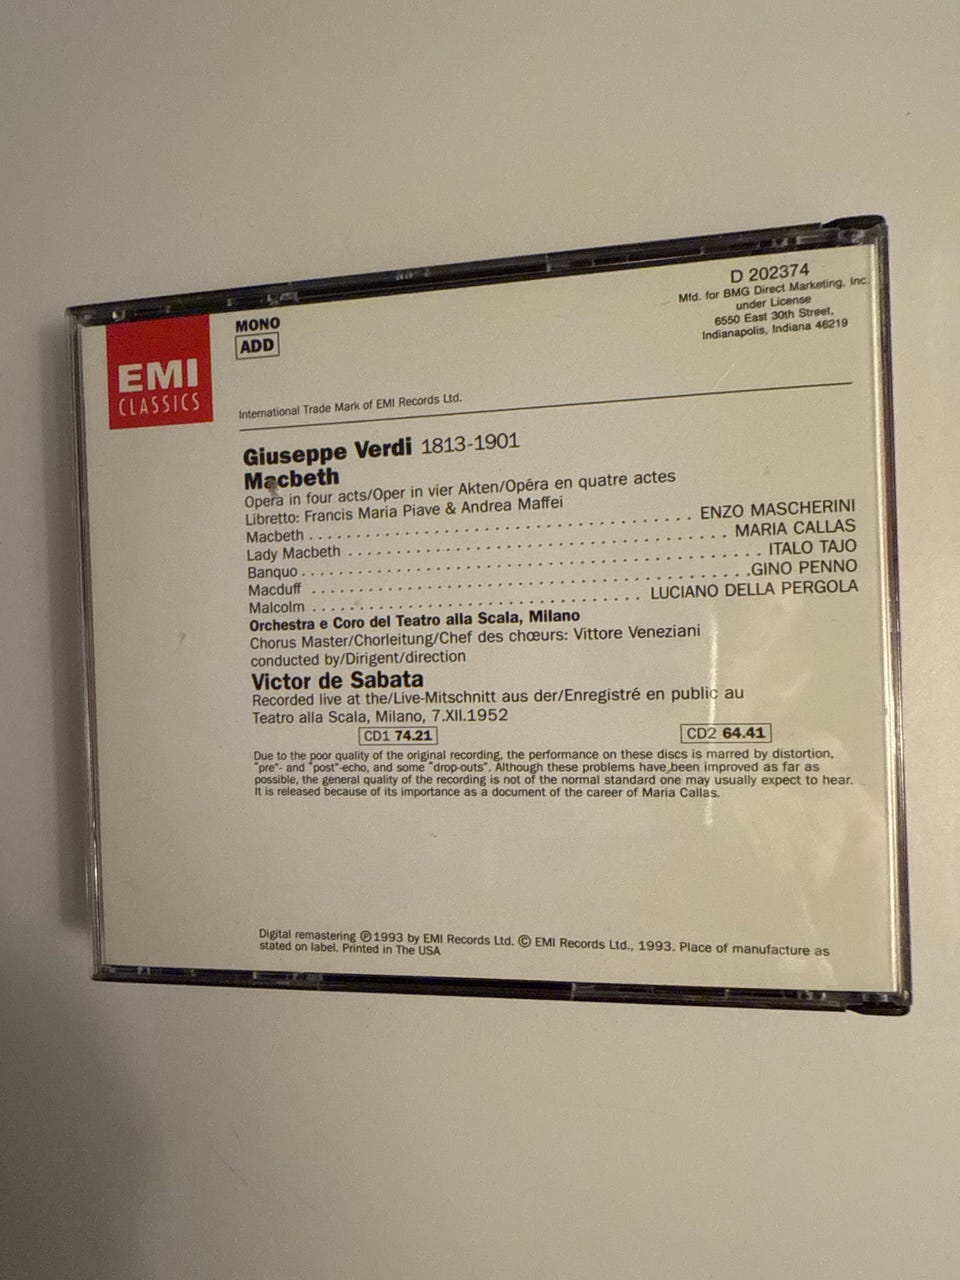 D 202374
Mfd. for BMG Direct Marketing, Inc.
under License
6550 East 30th Street,
Indianapolis, Indiana 46219
MONO
ADD
EMI
CLASSICS
International Trade Mark of EMI Records Ltd.
Giuseppe Verdi 1813-1901
Macbeth
Opera in four acts/Oper in vier Akten/Opéra en quatre actes
Libretto: Francis Maria Piave & Andrea Maffei
Macbeth . . . . . . . . . . . . . . . . . . . . ENZO MASCHERINI
Lady Macbeth . . . . . . . . . . . . . . . . . . . . MARIA CALLAS
Banquo . . . . . . . . . . . . . . . . . . . . ITALO TAJO
Macduff . . . . . . . . . . . . . . . . . . . . GINO PENNO
Malcolm . . . . . . . . . . . . . . . . . . . . LUCIANO DELLA PERGOLA
Orchestra e Coro del Teatro alla Scala, Milano
Chorus Master/Chorleitung/Chef des chœurs: Vittore Veneziani
conducted by/Dirigent/direction
Victor de Sabata
Recorded live at the/Live-Mitschnitt aus der/Enregistré en public au
Teatro alla Scala, Milano, 7.XII.1952
CD1 74.21 CD2 64.41
Due to the poor quality of the original recording, the performance on these discs is marred by distortion,
"pre"- and "post"-echo, and some "drop-outs". Although these problems have been improved as far as
possible, the general quality of the recording is not of the normal standard one may usually expect to hear.
It is released because of its importance as a document of the career of Maria Callas.
Digital remastering ℗1993 by EMI Records Ltd. © EMI Records Ltd., 1993. Place of manufacture as
stated on label. Printed in The USA